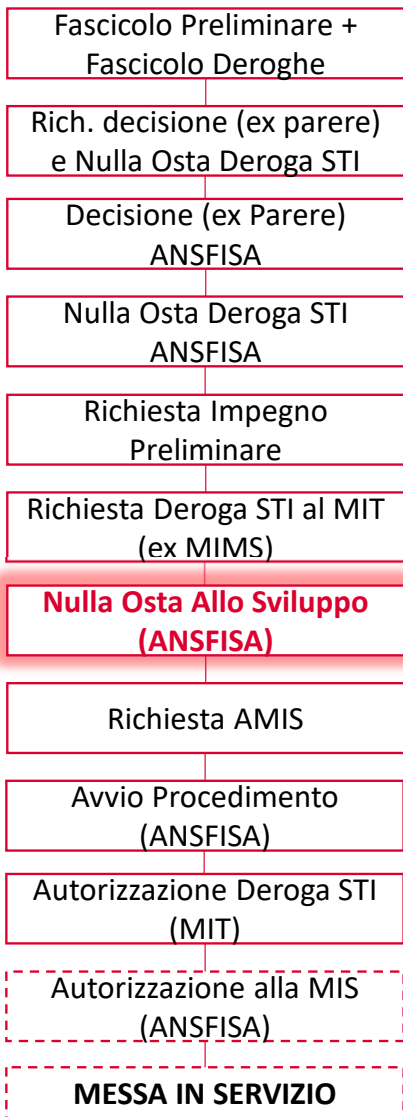 Fascicolo Preliminare +
Fascicolo Deroghe
Rich. decisione (ex parere)
e Nulla Osta Deroga STI
Decisione (ex Parere)
ANSFISA
Nulla Osta Deroga STI
ANSFISA
Richiesta Impegno
Preliminare
Richiesta Deroga STI al MIT
(ex MIMS)
Nulla Osta Allo Sviluppo
(ANSFISA)
Richiesta AMIS
Avvio Procedimento
(ANSFISA)
Autorizzazione Deroga STI
(MIT)
Autorizzazione alla MIS
(ANSFISA)
MESSA IN SERVIZIO